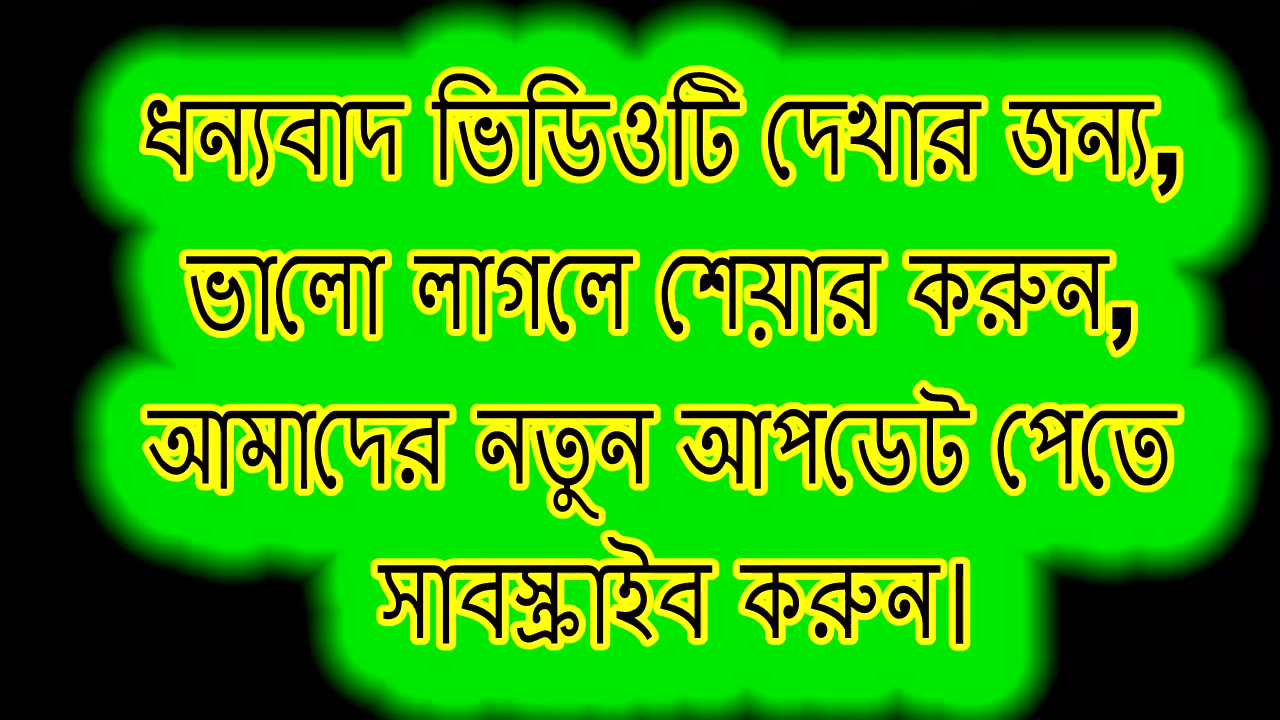 ধন্যবাদ ভিডিওটি দেখার জন্য,
ভালো লাগলে শেয়ার করুন,
আমাদের নতুন আপডেট পেতে
সাবস্ক্রাইব করুন।